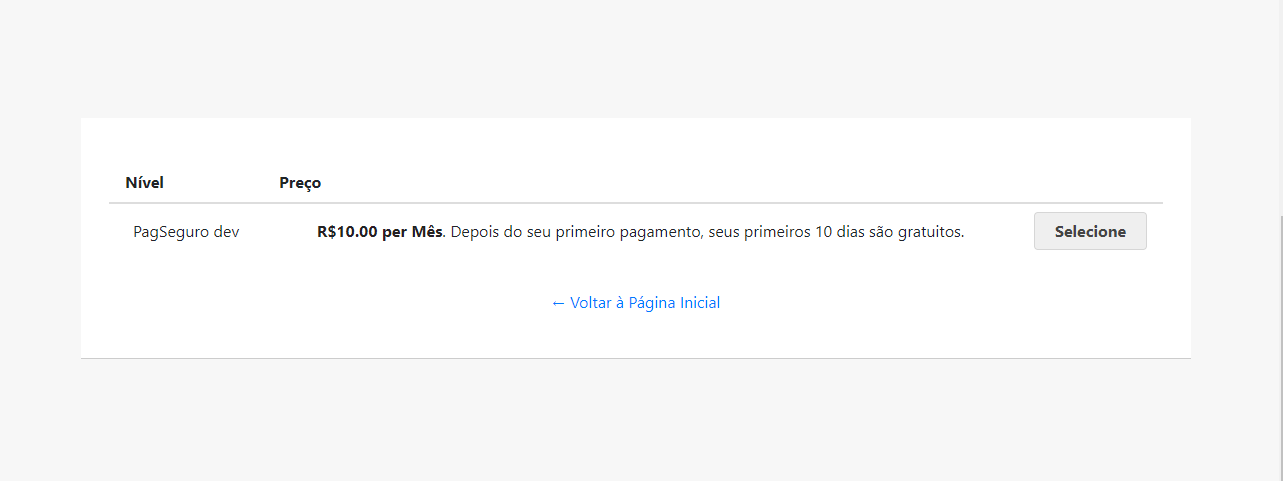 Nível Preço
PagSeguro dev R$10.00 per Mês. Depois do seu primeiro pagamento, seus primeiros 10 dias são gratuitos. Selecione
← Voltar à Página Inicial